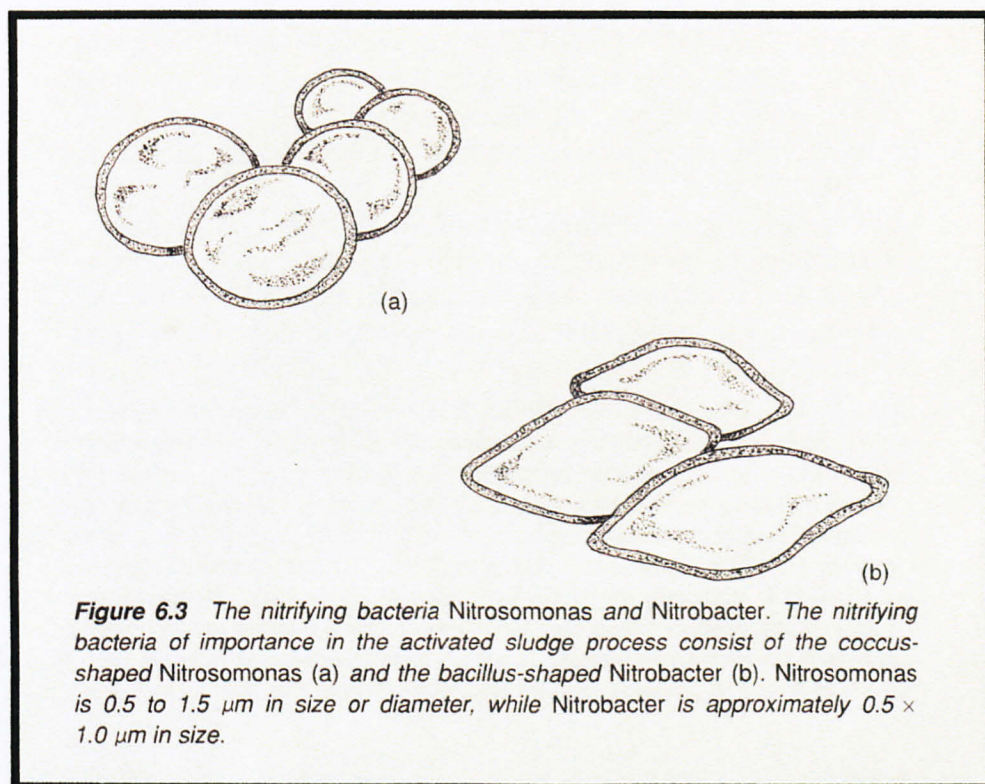 (a)
(b)
Figure 6.3 The nitrifying bacteria Nitrosomonas and Nitrobacter. The nitrifying
bacteria of importance in the activated sludge process consist of the coccus-
shaped Nitrosomonas (a) and the bacillus-shaped Nitrobacter (b). Nitrosomonas
is 0.5 to 1.5 μm in size or diameter, while Nitrobacter is approximately 0.5 ×
1.0 μm in size.